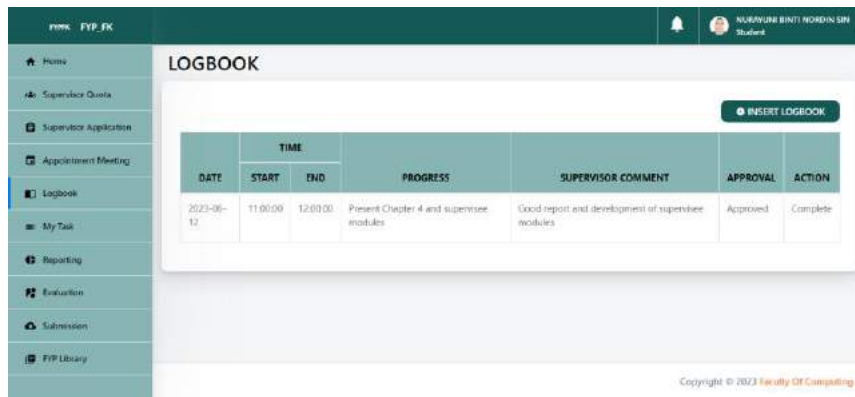 FYP_FK
NURAYUNI BINTI NORDIN SIN
Student
Home
Supervisor Quota
Supervisor Application
Appointment Meeting
Logbook
My Task
Reporting
Evaluation
Submission
FYP Library
LOGBOOK
INSERT LOGBOOK
TIME
DATE START END PROGRESS SUPERVISOR COMMENT APPROVAL ACTION
2023-06- 11:00:00 12:00:00 Present Chapter 4 and supervisee Good report and development of supervisee Approved Complete
12 modules modules
Copyright © 2023 Faculty Of Computing